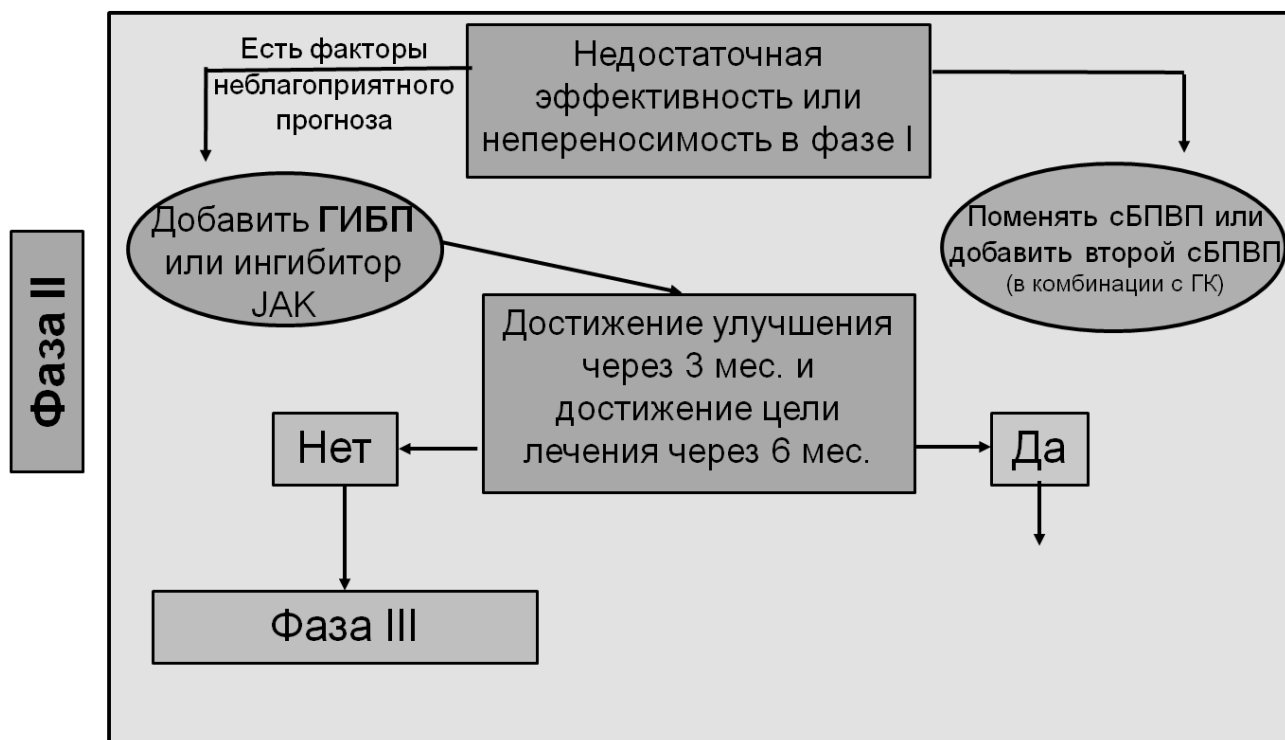 Есть факторы
неблагоприятного
прогноза
Недостаточная
эффективность или
непереносимость в фазе I
Добавить ГИБП
или ингибитор
JAK
Поменять сБПВП или
добавить второй сБПВП
(в комбинации с ГК)
Фаза II
Достижение улучшения
через 3 мес. и
достижение цели
лечения через 6 мес.
Нет
Да
Фаза III